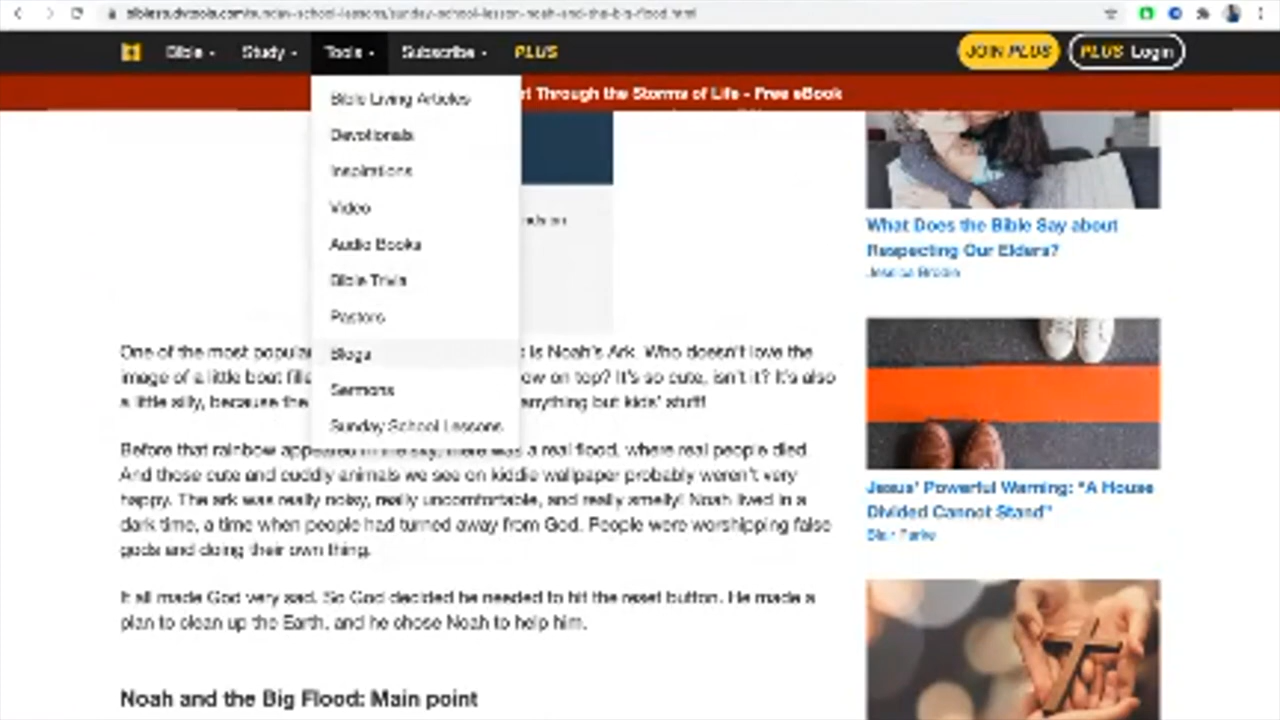 biblestudytools.com/sunday-school-lessons/sunday-school-lesson-noah-and-the-big-flood.html
Bible Study Tools Subscribe PLUS JOIN PLUS PLUS Login
Through the Storms of Life - Free eBook
Bible Living Articles
Devotionals
Inspirations
Video
Audio Books
Bible Trivia
Pastors
Blogs
Sermons
Sunday School Lessons
One of the most popular is Noah's Ark. Who doesn't love the
image of a little boat on top? It's so cute, isn't it? It's also
a little silly, because the anything but kids' stuff!
Before that rainbow appeared in the sky, there was a real flood, where real people died.
And those cute and cuddly animals we see on kiddie wallpaper probably weren't very
happy. The ark was really noisy, really uncomfortable, and really smelly! Noah lived in a
dark time, a time when people had turned away from God. People were worshipping false
gods and doing their own thing.
It all made God very sad. So God decided he needed to hit the reset button. He made a
plan to clean up the Earth, and he chose Noah to help him.
Noah and the Big Flood: Main point
What Does the Bible Say about
Respecting Our Elders?
Jessica Brodie
Jesus' Powerful Warning: "A House
Divided Cannot Stand"
Blair Parke